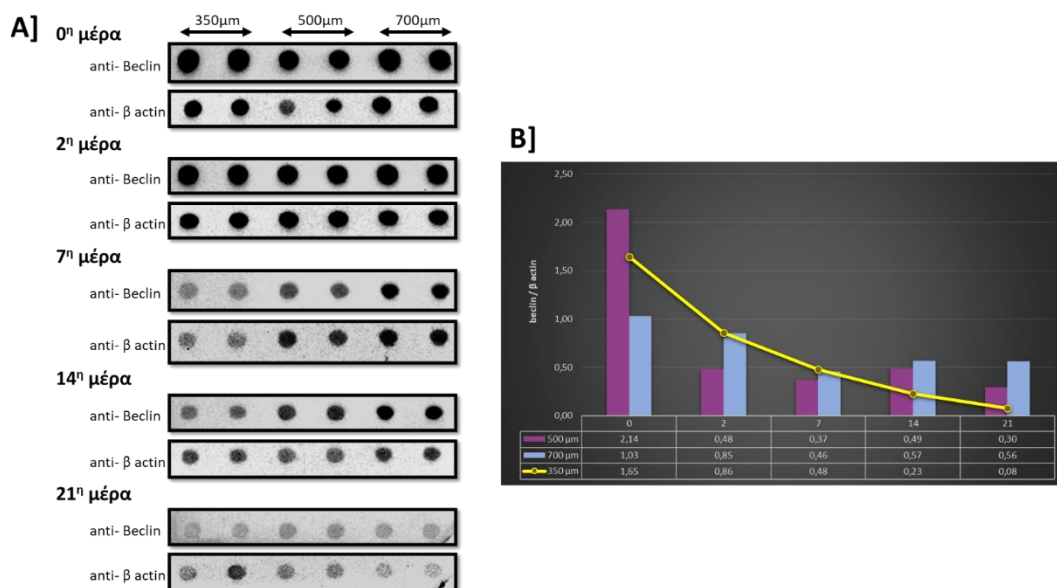 A]
350μm 500μm 700μm
0η μέρα
anti- Beclin
anti- β actin
2η μέρα
anti- Beclin
anti- β actin
7η μέρα
anti- Beclin
anti- β actin
14η μέρα
anti- Beclin
anti- β actin
21η μέρα
anti- Beclin
anti- β actin
B]
beclin / β actin
2,50
2,00
1,50
1,00
0,50
0,00
0 2 7 14 21
500 μm 2,14 0,48 0,37 0,49 0,30
700 μm 1,03 0,85 0,46 0,57 0,56
350 μm 1,65 0,86 0,48 0,23 0,08